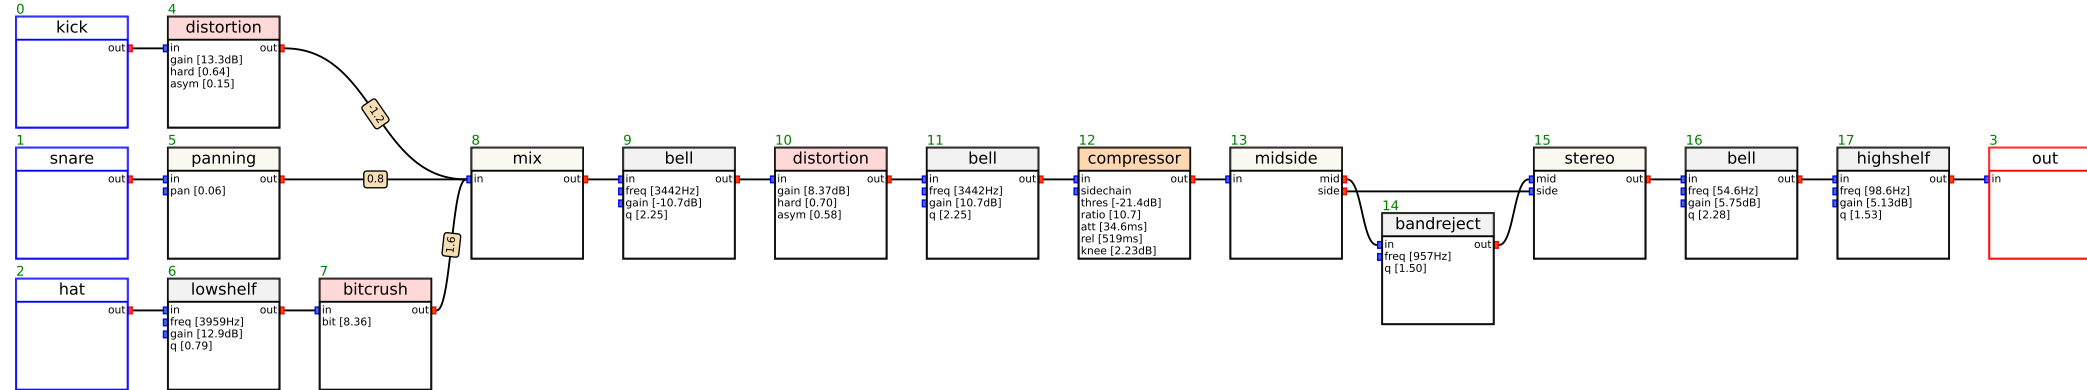 0
kick
out
4
distortion
in out
gain [13.3dB]
hard [0.64]
asym [0.15]
-1.2
1
snare
out
5
panning
in out
pan [0.06]
0.8
2
hat
out
6
lowshelf
in out
freq [3959Hz]
gain [12.9dB]
q [0.79]
7
bitcrush
in out
bit [8.36]
1.6
8
mix
in out
9
bell
in out
freq [3442Hz]
gain [-10.7dB]
q [2.25]
10
distortion
in out
gain [8.37dB]
hard [0.70]
asym [0.58]
11
bell
in out
freq [3442Hz]
gain [10.7dB]
q [2.25]
12
compressor
in out
sidechain
thres [-21.4dB]
ratio [10.7]
att [34.6ms]
rel [519ms]
knee [2.23dB]
13
midside
in mid
side
14
bandreject
in out
freq [957Hz]
q [1.50]
15
stereo
mid out
side
16
bell
in out
freq [54.6Hz]
gain [5.75dB]
q [2.28]
17
highshelf
in out
freq [98.6Hz]
gain [5.13dB]
q [1.53]
3
out
in